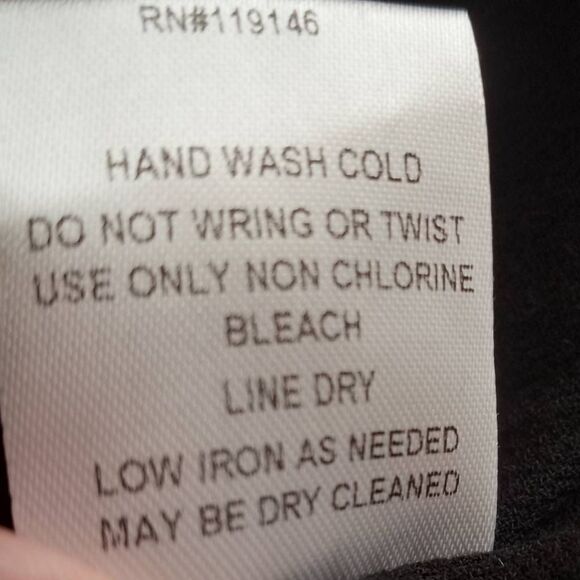 RN#119146
HAND WASH COLD
DO NOT WRING OR TWIST
USE ONLY NON CHLORINE
BLEACH
LINE DRY
LOW IRON AS NEEDED
MAY BE DRY CLEANED